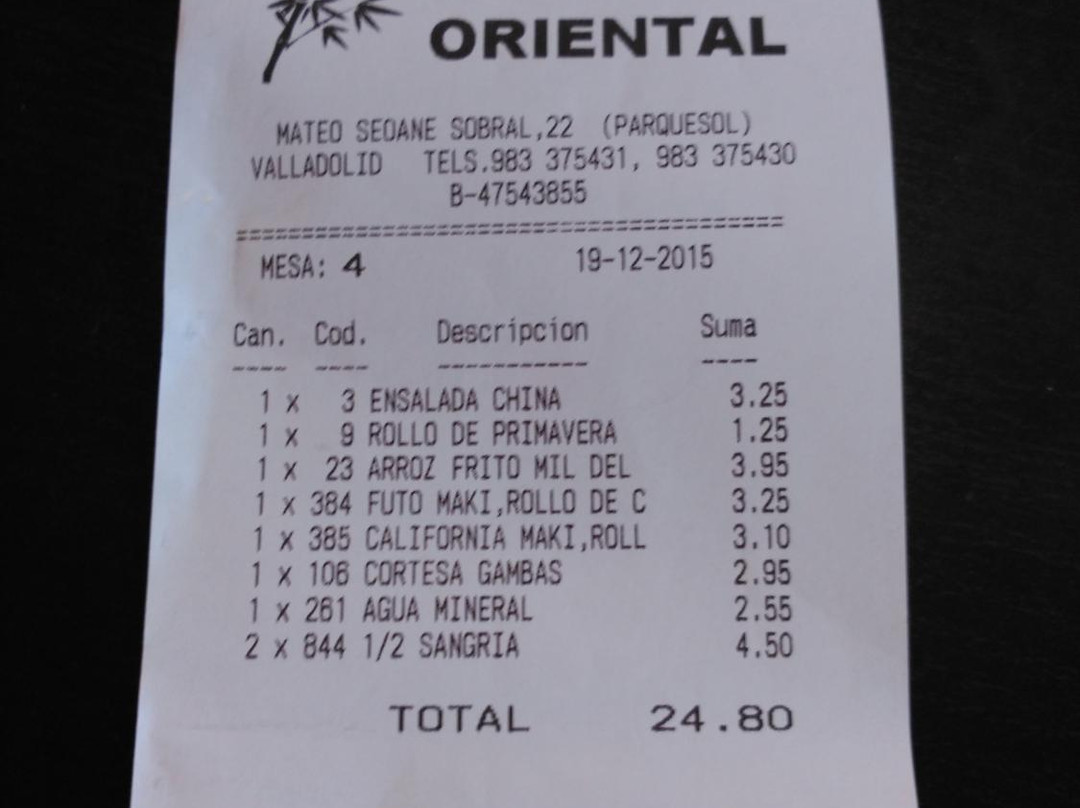 ORIENTAL
MATEO SEOANE SOBRAL,22 (PARQUESOL)
VALLADOLID TELS.983 375431, 983 375430
B-47543855
=========================================
MESA: 4 19-12-2015
Can. Cod. Descripcion Suma
---- ---- ----------- ----
1 x 3 ENSALADA CHINA 3.25
1 x 9 ROLLO DE PRIMAVERA 1.25
1 x 23 ARROZ FRITO MIL DEL 3.95
1 x 384 FUTO MAKI,ROLLO DE C 3.25
1 x 385 CALIFORNIA MAKI,ROLL 3.10
1 x 106 CORTESA GAMBAS 2.95
1 x 261 AGUA MINERAL 2.55
2 x 844 1/2 SANGRIA 4.50
TOTAL 24.80